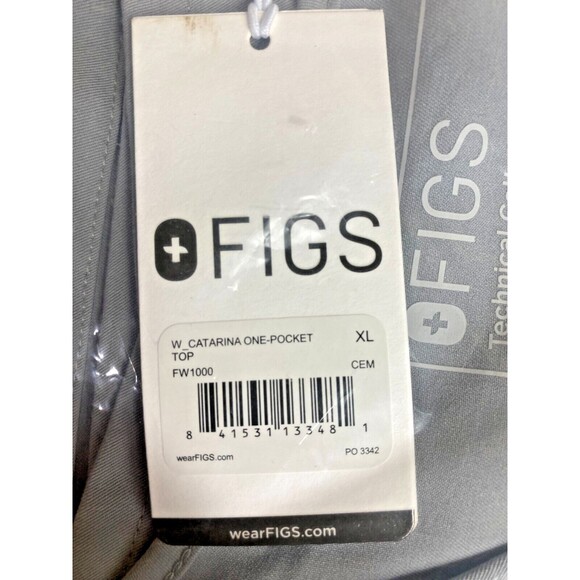 FIGS
W_CATARINA ONE-POCKET XL
TOP
FW1000 CEM
8 41531 13348 1
wearFIGS.com PO 3342
wearFIGS.com
FIGS
Technical